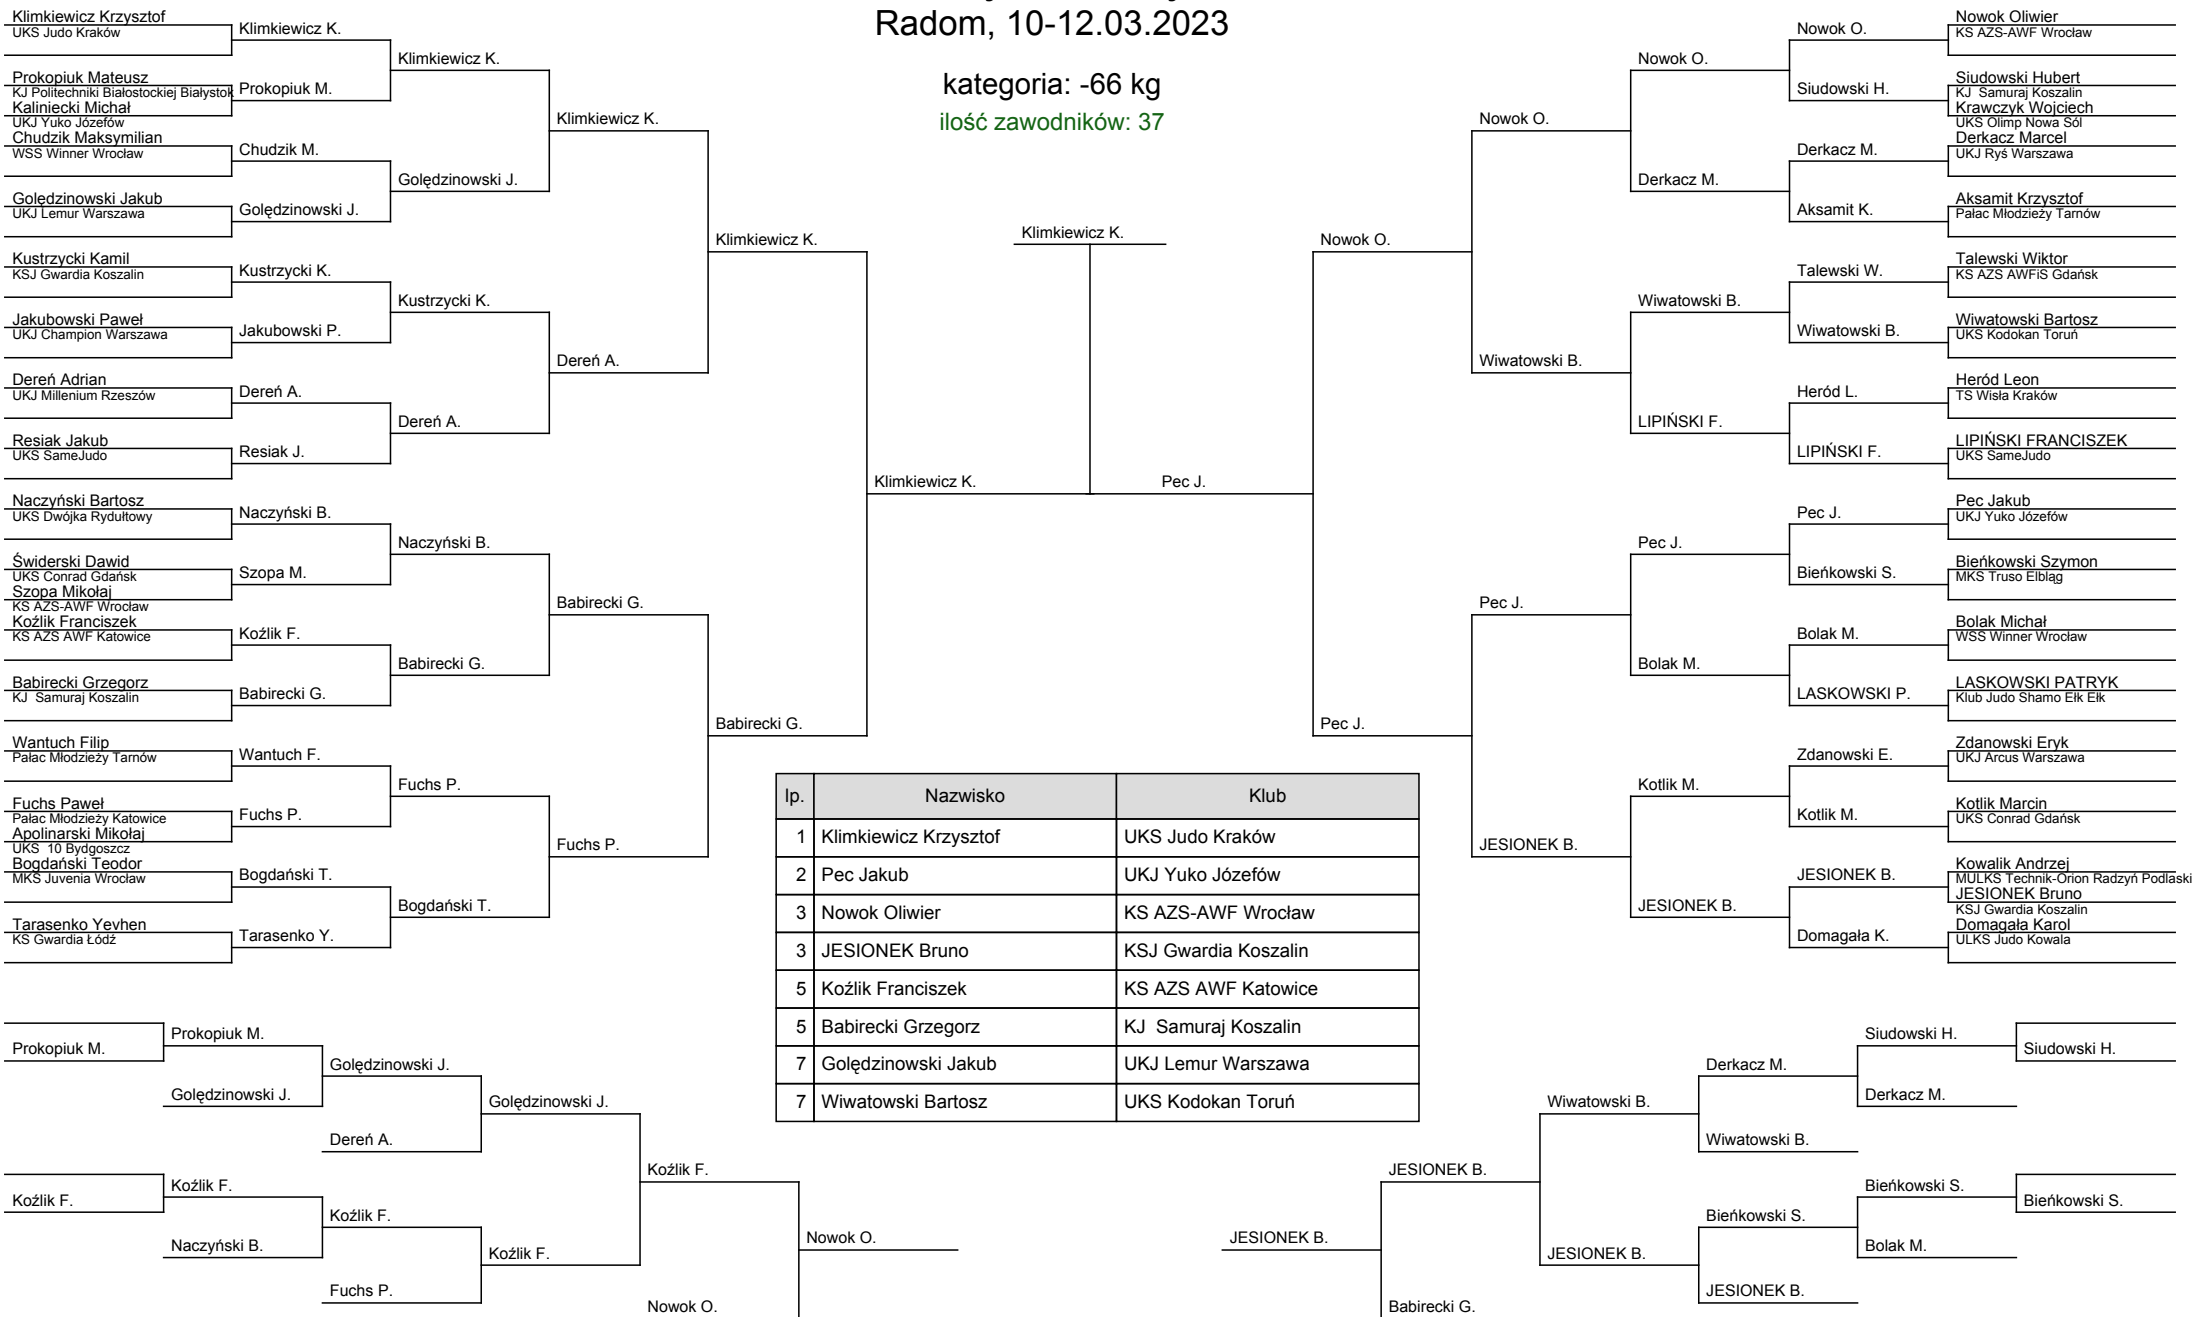 Radom, 10-12.03.2023
kategoria: -66 kg
ilość zawodników: 37
Klimkiewicz Krzysztof
UKS Judo Kraków
Prokopiuk Mateusz
KJ Politechniki Białostockiej Białystok
Kaliniecki Michał
UKJ Yuko Józefów
Chudzik Maksymilian
WSS Winner Wrocław
Golędzinowski Jakub
UKJ Lemur Warszawa
Kustrzycki Kamil
KSJ Gwardia Koszalin
Jakubowski Paweł
UKJ Champion Warszawa
Dereń Adrian
UKJ Millenium Rzeszów
Resiak Jakub
UKS SameJudo
Naczyński Bartosz
UKS Dwójka Rydułtowy
Świderski Dawid
UKS Conrad Gdańsk
Szopa Mikołaj
KS AZS-AWF Wrocław
Koźlik Franciszek
KS AZS AWF Katowice
Babirecki Grzegorz
KJ  Samuraj Koszalin
Wantuch Filip
Pałac Młodzieży Tarnów
Fuchs Paweł
Pałac Młodzieży Katowice
Apolinarski Mikołaj
UKS  10 Bydgoszcz
Bogdański Teodor
MKS Juvenia Wrocław
Tarasenko Yevhen
KS Gwardia Łódź
Klimkiewicz K.
Prokopiuk M.
Chudzik M.
Golędzinowski J.
Kustrzycki K.
Jakubowski P.
Dereń A.
Resiak J.
Naczyński B.
Szopa M.
Koźlik F.
Babirecki G.
Wantuch F.
Fuchs P.
Bogdański T.
Tarasenko Y.
Klimkiewicz K.
Golędzinowski J.
Kustrzycki K.
Dereń A.
Naczyński B.
Babirecki G.
Fuchs P.
Bogdański T.
Klimkiewicz K.
Dereń A.
Babirecki G.
Fuchs P.
Klimkiewicz K.
Babirecki G.
Klimkiewicz K.
Klimkiewicz K.
Pec J.
Nowok O.
Pec J.
Nowok O.
Wiwatowski B.
Pec J.
JESIONEK B.
Nowok O.
Derkacz M.
Wiwatowski B.
LIPIŃSKI F.
Pec J.
Bolak M.
Kotlik M.
JESIONEK B.
Nowok O.
Siudowski H.
Derkacz M.
Aksamit K.
Talewski W.
Wiwatowski B.
Heród L.
LIPIŃSKI F.
Pec J.
Bieńkowski S.
Bolak M.
LASKOWSKI P.
Zdanowski E.
Kotlik M.
JESIONEK B.
Domagała K.
Nowok Oliwier
KS AZS-AWF Wrocław
Siudowski Hubert
KJ  Samuraj Koszalin
Krawczyk Wojciech
UKS Olimp Nowa Sól
Derkacz Marcel
UKJ Ryś Warszawa
Aksamit Krzysztof
Pałac Młodzieży Tarnów
Talewski Wiktor
KS AZS AWFiS Gdańsk
Wiwatowski Bartosz
UKS Kodokan Toruń
Heród Leon
TS Wisła Kraków
LIPIŃSKI FRANCISZEK
UKS SameJudo
Pec Jakub
UKJ Yuko Józefów
Bieńkowski Szymon
MKS Truso Elbląg
Bolak Michał
WSS Winner Wrocław
LASKOWSKI PATRYK
Klub Judo Shamo Ełk Ełk
Zdanowski Eryk
UKJ Arcus Warszawa
Kotlik Marcin
UKS Conrad Gdańsk
Kowalik Andrzej
MULKS Technik-Orion Radzyń Podlaski
JESIONEK Bruno
KSJ Gwardia Koszalin
Domagała Karol
ULKS Judo Kowala
lp. Nazwisko Klub
1 Klimkiewicz Krzysztof UKS Judo Kraków
2 Pec Jakub UKJ Yuko Józefów
3 Nowok Oliwier KS AZS-AWF Wrocław
3 JESIONEK Bruno KSJ Gwardia Koszalin
5 Koźlik Franciszek KS AZS AWF Katowice
5 Babirecki Grzegorz KJ  Samuraj Koszalin
7 Golędzinowski Jakub UKJ Lemur Warszawa
7 Wiwatowski Bartosz UKS Kodokan Toruń
Prokopiuk M.
Koźlik F.
Prokopiuk M.
Golędzinowski J.
Koźlik F.
Naczyński B.
Golędzinowski J.
Dereń A.
Koźlik F.
Fuchs P.
Golędzinowski J.
Koźlik F.
Koźlik F.
Nowok O.
Nowok O.
JESIONEK B.
JESIONEK B.
Babirecki G.
Wiwatowski B.
JESIONEK B.
Derkacz M.
Wiwatowski B.
Bieńkowski S.
JESIONEK B.
Siudowski H.
Derkacz M.
Bieńkowski S.
Bolak M.
Siudowski H.
Bieńkowski S.